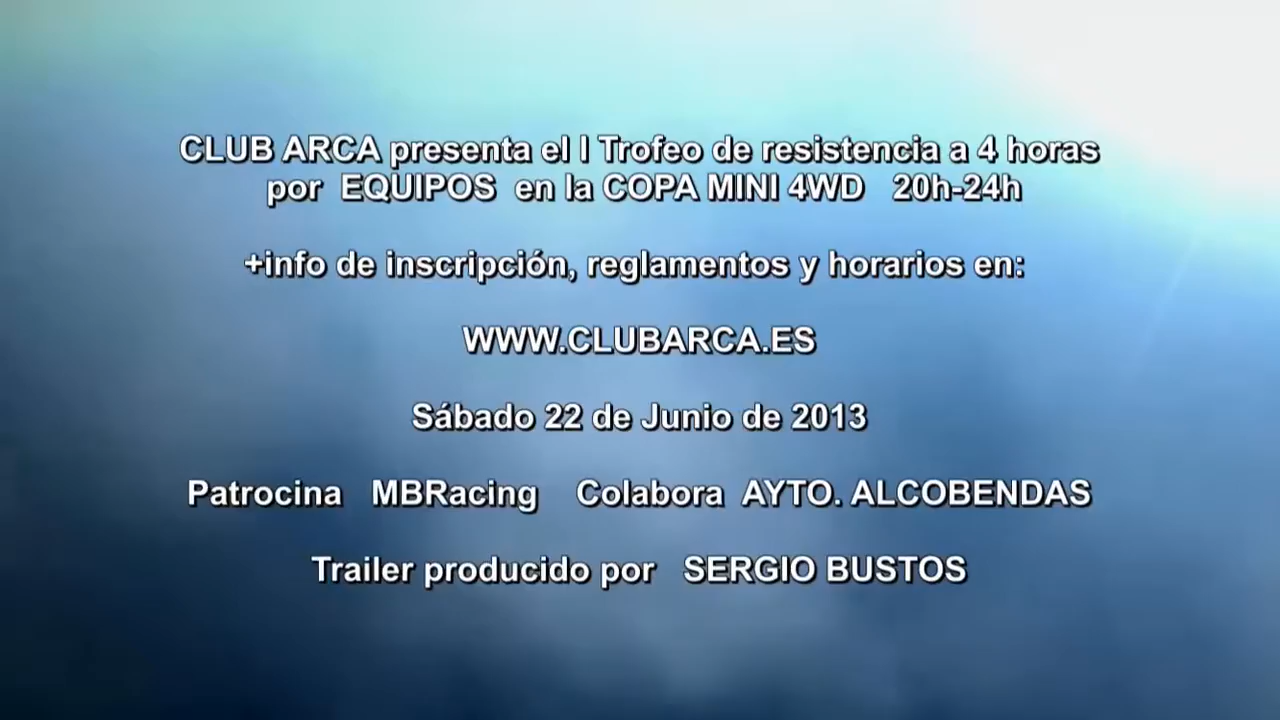 CLUB ARCA presenta el I Trofeo de resistencia a 4 horas
por EQUIPOS en la COPA MINI 4WD 20h-24h
+info de inscripción, reglamentos y horarios en:
WWW.CLUBARCA.ES
Sábado 22 de Junio de 2013
Patrocina MBRacing Colabora AYTO. ALCOBENDAS
Trailer producido por SERGIO BUSTOS